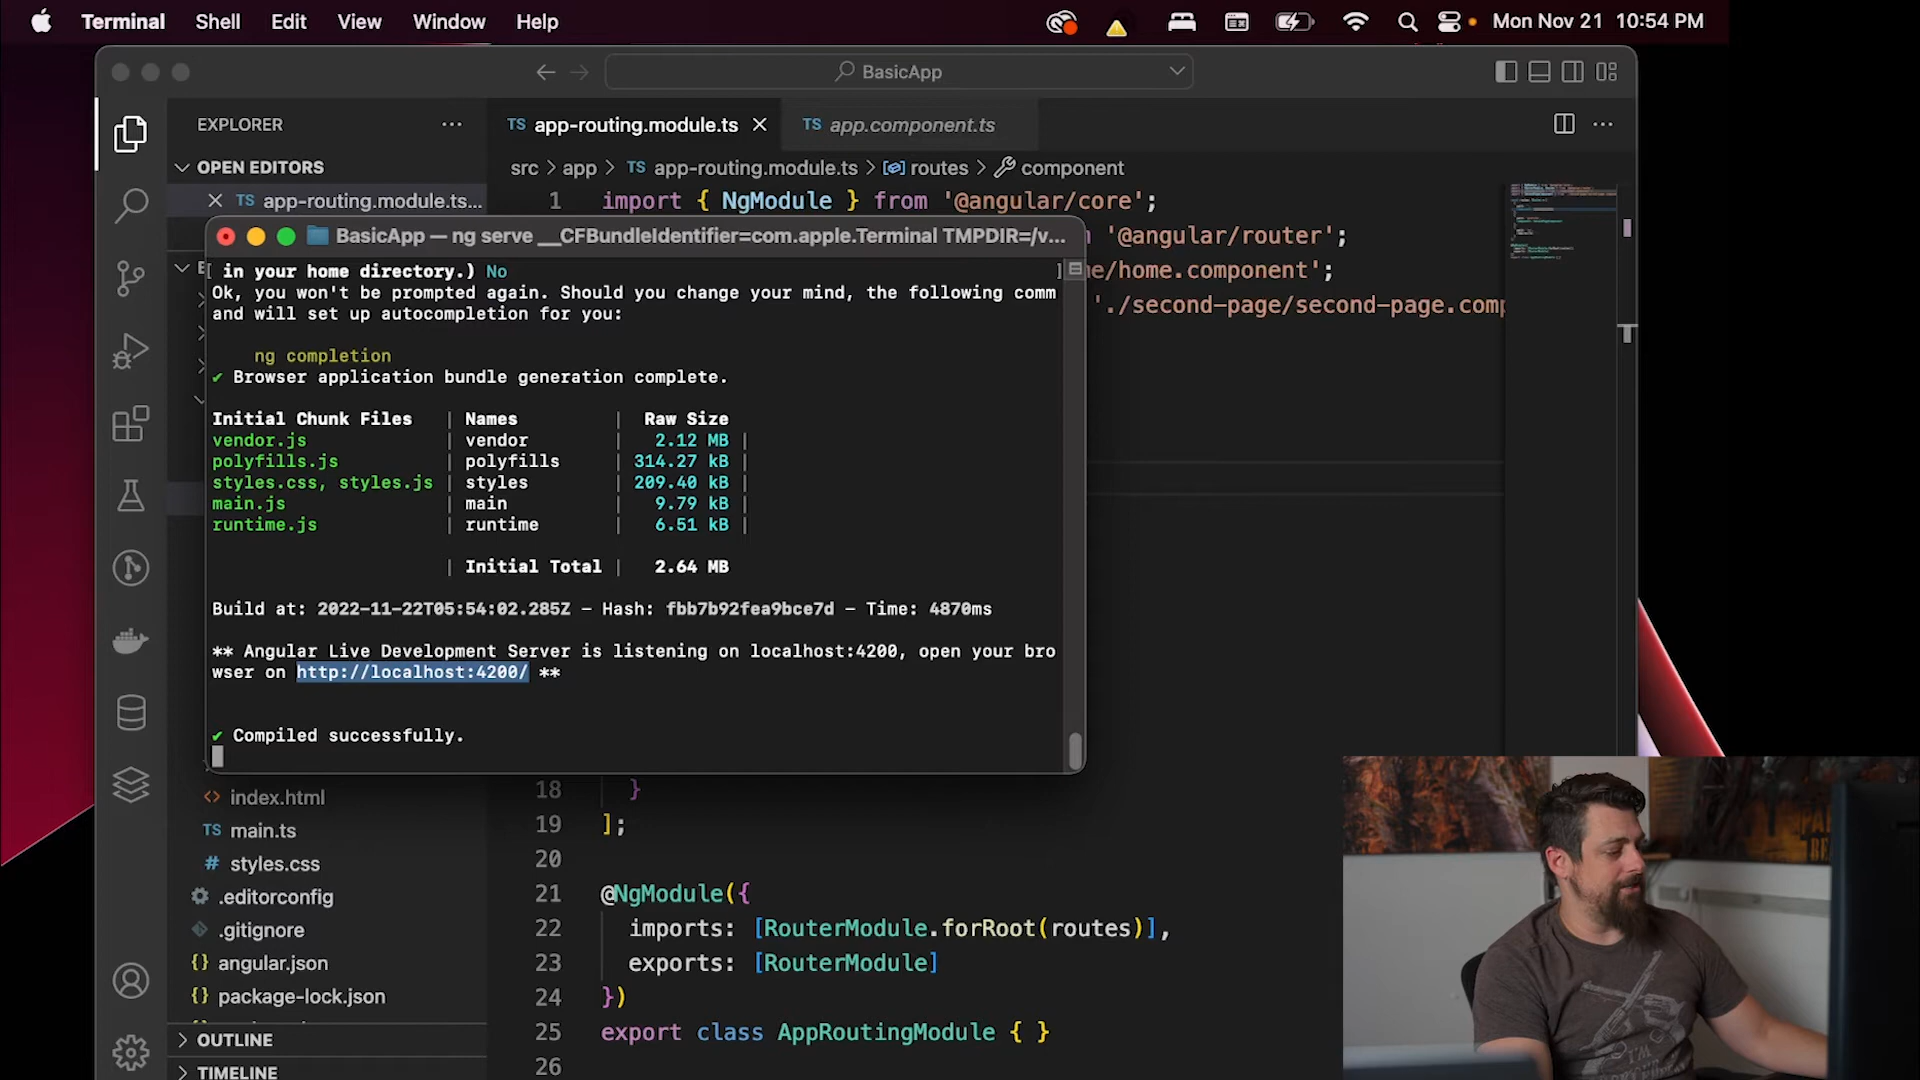 Terminal Shell Edit View Window Help Mon Nov 21 10:54 PM
BasicApp
EXPLORER
TS app-routing.module.ts
TS app.component.ts
OPEN EDITORS
src > app > TS app-routing.module.ts > routes > component
TS app-routing.module.ts...
1 import { NgModule } from '@angular/core';
BasicApp — ng serve __CFBundleIdentifier=com.apple.Terminal TMPDIR=/v...
'@angular/router';
e/home.component';
'./second-page/second-page.comp
[ in your home directory.) No ]
Ok, you won't be prompted again. Should you change your mind, the following comm
and will set up autocompletion for you:
ng completion
✔ Browser application bundle generation complete.
Initial Chunk Files | Names | Raw Size
vendor.js | vendor | 2.12 MB |
polyfills.js | polyfills | 314.27 kB |
styles.css, styles.js | styles | 209.40 kB |
main.js | main | 9.79 kB |
runtime.js | runtime | 6.51 kB |
| Initial Total | 2.64 MB
Build at: 2022-11-22T05:54:02.285Z - Hash: fbb7b92fea9bce7d - Time: 4870ms
** Angular Live Development Server is listening on localhost:4200, open your bro
wser on http://localhost:4200/ **
✔ Compiled successfully.
<> index.html
TS main.ts
# styles.css
.editorconfig
.gitignore
{} angular.json
{} package-lock.json
OUTLINE
TIMELINE
18 }
19 ];
20
21 @NgModule({
22 imports: [RouterModule.forRoot(routes)],
23 exports: [RouterModule]
24 })
25 export class AppRoutingModule { }
26